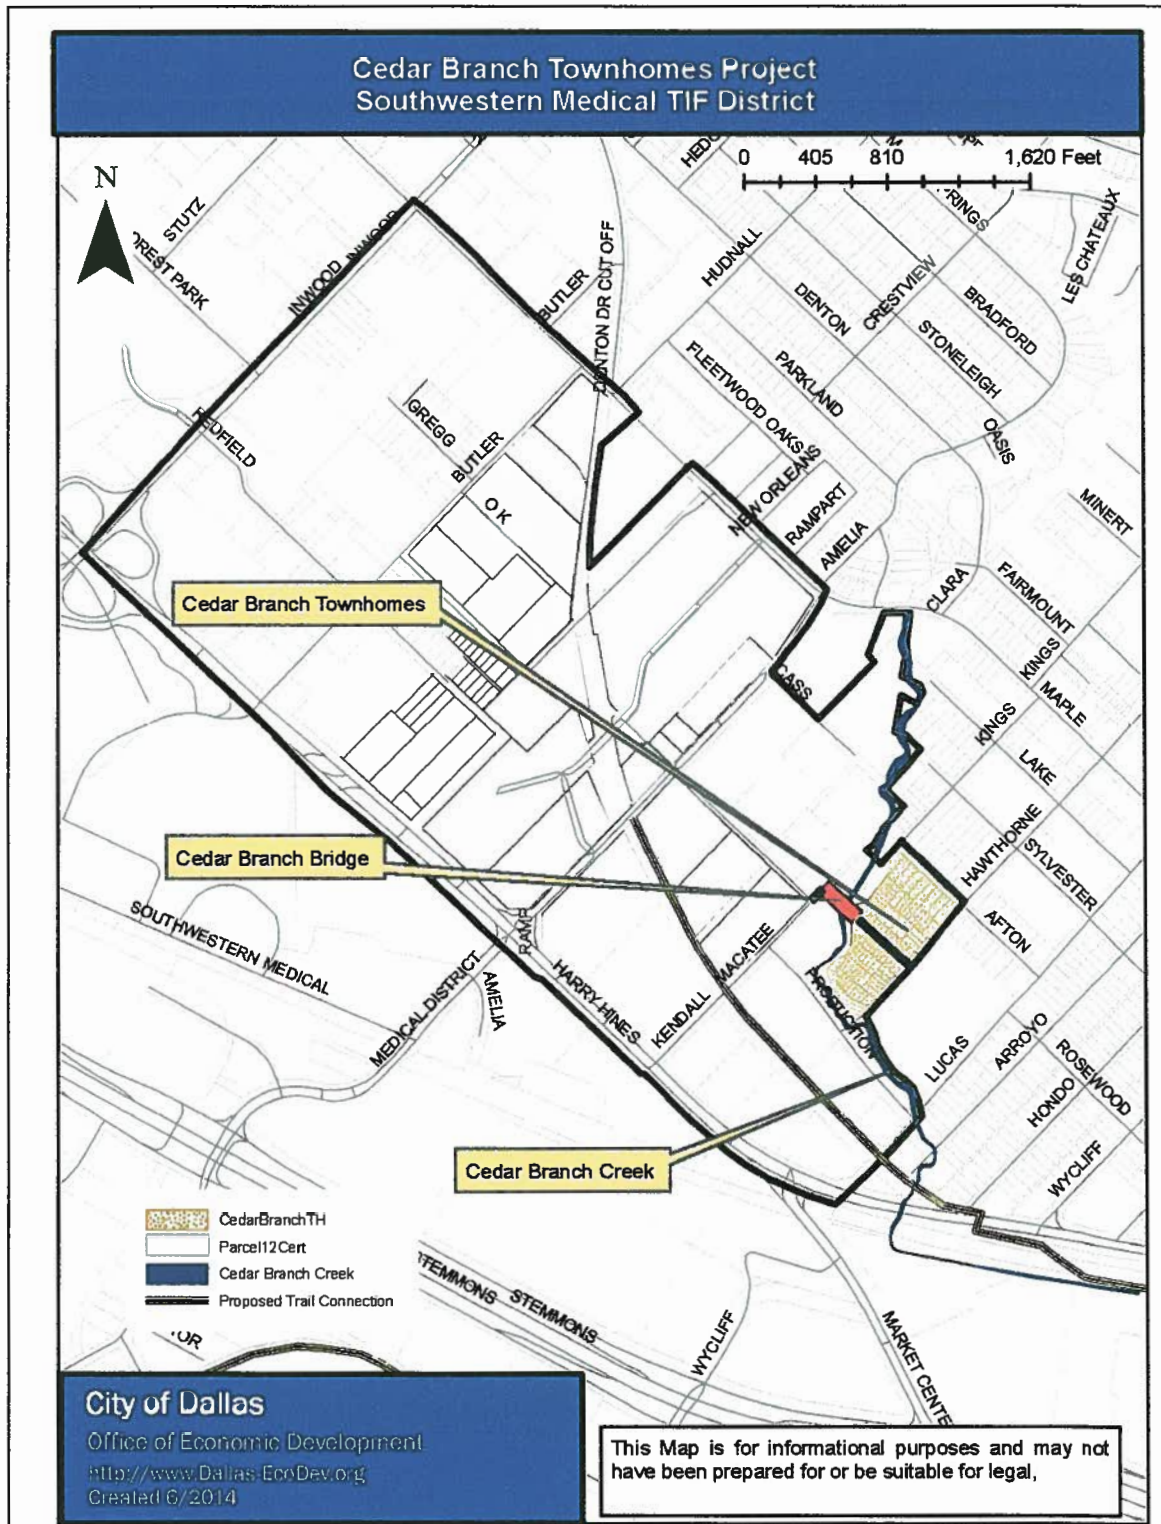 Cedar Branch Townhomes Project
Southwestern Medical TIF District
N
0 405 810 1,620 Feet
STUTZ
OREST PARK
INWOOD
INWOOD
BUTLER
DENTON DR CUT OFF
HUDNALL
RINGS
LES CHATEAUX
DENTON
CRESTVIEW
BRADFORD
STONELEIGH
PARKLAND
FLEETWOOD OAKS
OASIS
REDFIELD
GREGG
BUTLER
OK
NEW ORLEANS
RAMPART
AMELIA
MINERT
CLARA
FAIRMOUNT
KINGS
MAPLE
Cedar Branch Townhomes
CASS
KINGS
LAKE
HAWTHORNE
SYLVESTER
AFTON
Cedar Branch Bridge
SOUTHWESTERN MEDICAL
RAMP
MEDICAL DISTRICT
AMELIA
HARRY HINES
KENDALL
MACATEE
PRODUCTION
LUCAS
ARROYO
ROSEWOOD
HONDO
WYCLIFF
Cedar Branch Creek
CedarBranchTH
Parcel12Cert
Cedar Branch Creek
Proposed Trail Connection
STEMMONS
STEMMONS
WYCLIFF
MARKET CENTE
TOR
City of Dallas
Office of Economic Development
http://www.Dallas-EcoDev.org
Created 6/2014
This Map is for informational purposes and may not
have been prepared for or be suitable for legal,